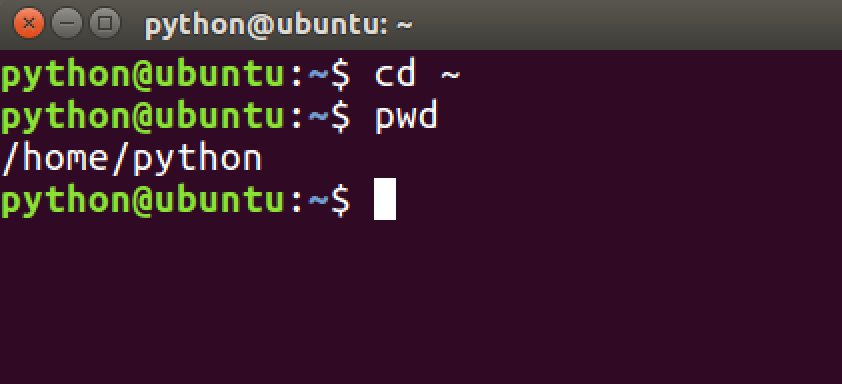 python@ubuntu: ~
python@ubuntu:~$ cd ~
python@ubuntu:~$ pwd
/home/python
python@ubuntu:~$